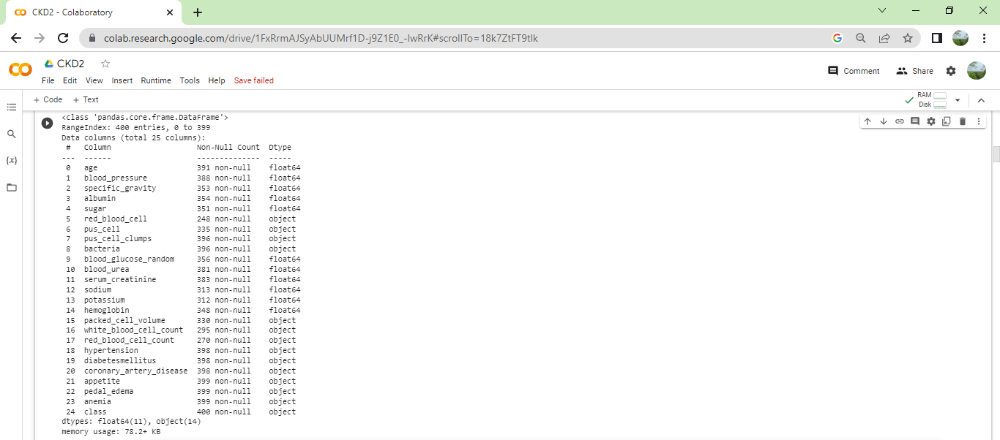 CKD2 - Colaboratory
colab.research.google.com/drive/1FxRrmAJSyAbUUMrf1D-j9Z1E0_-IwRrK#scrollTo=18k7ZtFT9tIk
CKD2
File Edit View Insert Runtime Tools Help Save failed
Comment Share
+ Code + Text
RAM
Disk
{x}
<class 'pandas.core.frame.DataFrame'>
RangeIndex: 400 entries, 0 to 399
Data columns (total 25 columns):
 #   Column                   Non-Null Count  Dtype
---  ------                   --------------  -----
 0   age                      391 non-null    float64
 1   blood_pressure           388 non-null    float64
 2   specific_gravity         353 non-null    float64
 3   albumin                  354 non-null    float64
 4   sugar                    351 non-null    float64
 5   red_blood_cell           248 non-null    object
 6   pus_cell                 335 non-null    object
 7   pus_cell_clumps          396 non-null    object
 8   bacteria                 396 non-null    object
 9   blood_glucose_random     356 non-null    float64
 10  blood_urea               381 non-null    float64
 11  serum_creatinine         383 non-null    float64
 12  sodium                   313 non-null    float64
 13  potassium                312 non-null    float64
 14  hemoglobin               348 non-null    float64
 15  packed_cell_volume       330 non-null    object
 16  white_blood_cell_count   295 non-null    object
 17  red_blood_cell_count     270 non-null    object
 18  hypertension             398 non-null    object
 19  diabetesmellitus         398 non-null    object
 20  coronary_artery_disease  398 non-null    object
 21  appetite                 399 non-null    object
 22  pedal_edema              399 non-null    object
 23  anemia                   399 non-null    object
 24  class                    400 non-null    object
dtypes: float64(11), object(14)
memory usage: 78.2+ KB